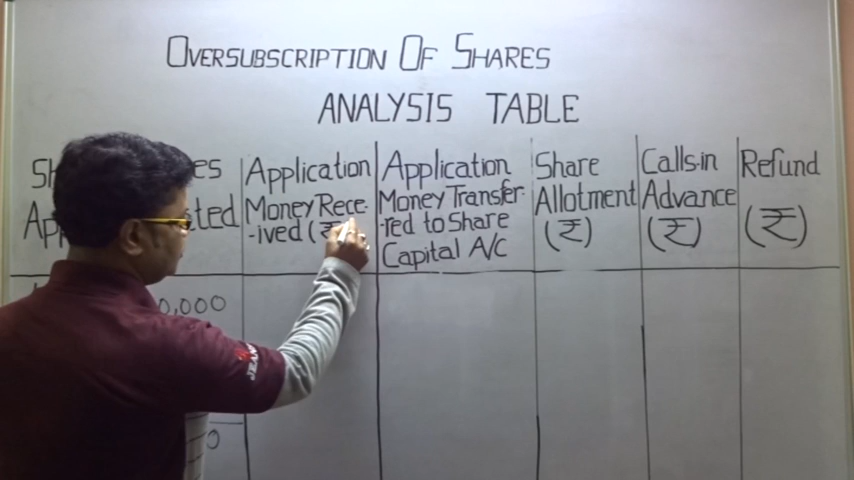 OVERSUBSCRIPTION OF SHARES
ANALYSIS TABLE
Application
Money Rece-
-ived (₹
Application
Money Transfer-
-red to Share
Capital A/C
Share
Allotment
(₹)
Calls-in
Advance
(₹)
Refund
(₹)